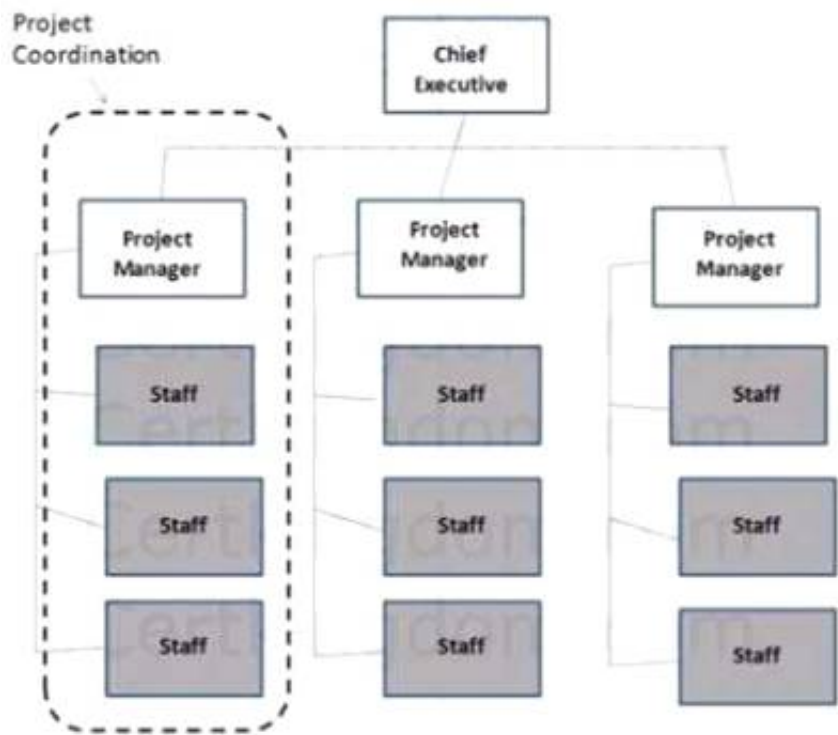 Project
Coordination
Chief
Executive
Project
Manager
Project
Manager
Project
Manager
Staff
Staff
Staff
Staff
Staff
Staff
Staff
Staff
Staff